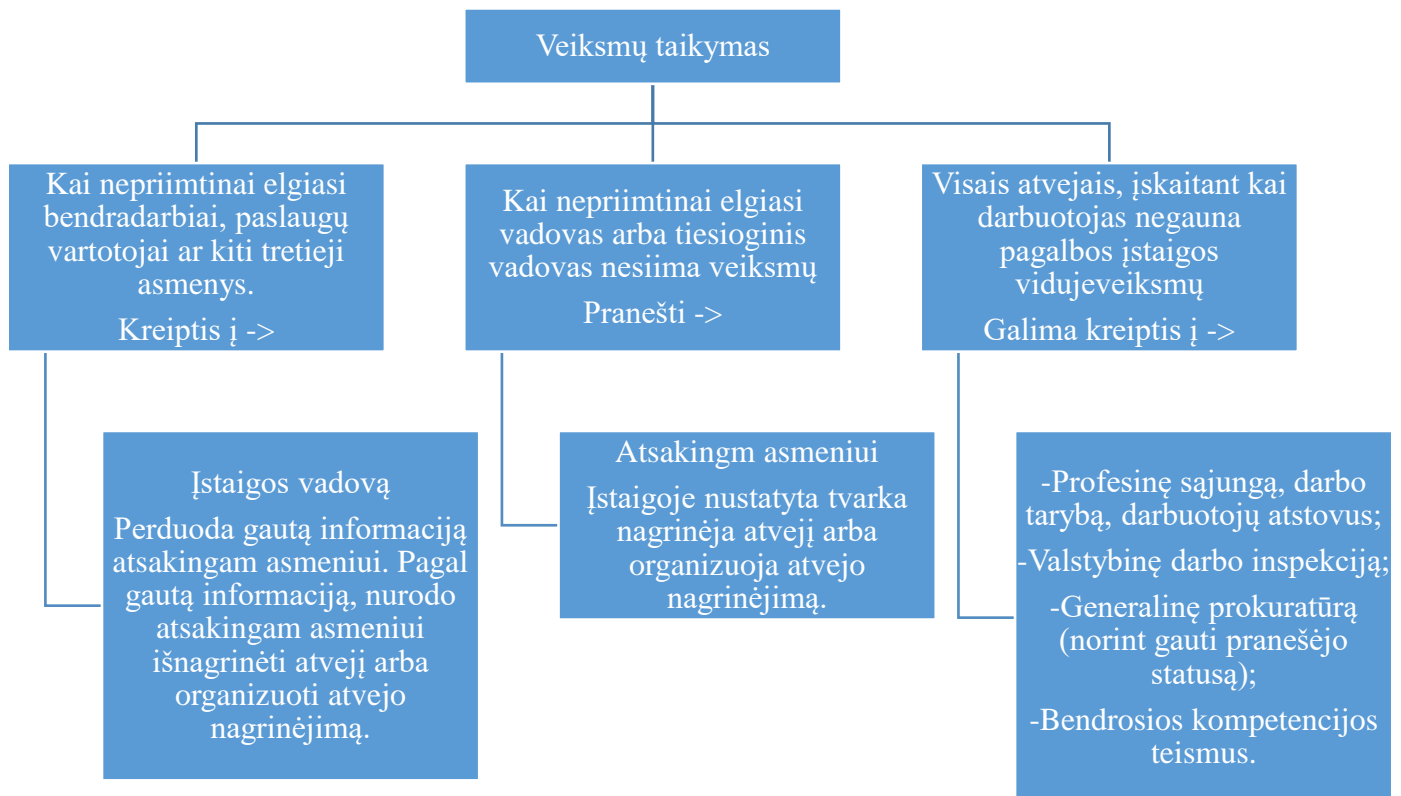 Veiksmų taikymas
Kai nepriimtinai elgiasi
bendradarbiai, paslaugų
vartotojai ar kiti tretieji
asmenys.
Kreiptis į ->
Kai nepriimtinai elgiasi
vadovas arba tiesioginis
vadovas nesiima veiksmų
Pranešti ->
Visais atvejais, įskaitant kai
darbuotojas negauna
pagalbos įstaigos
vidujeveiksmų
Galima kreiptis į ->
Įstaigos vadovą
Perduoda gautą informaciją
atsakingam asmeniui. Pagal
gautą informaciją, nurodo
atsakingam asmeniui
išnagrinėti atvejį arba
organizuoti atvejo
nagrinėjimą.
Atsakingm asmeniui
Įstaigoje nustatyta tvarka
nagrinėja atvejį arba
organizuoja atvejo
nagrinėjimą.
-Profesinę sąjungą, darbo
tarybą, darbuotojų atstovus;
-Valstybinę darbo inspekciją;
-Generalinę prokuratūrą
(norint gauti pranešėjo
statusą);
-Bendrosios kompetencijos
teismus.